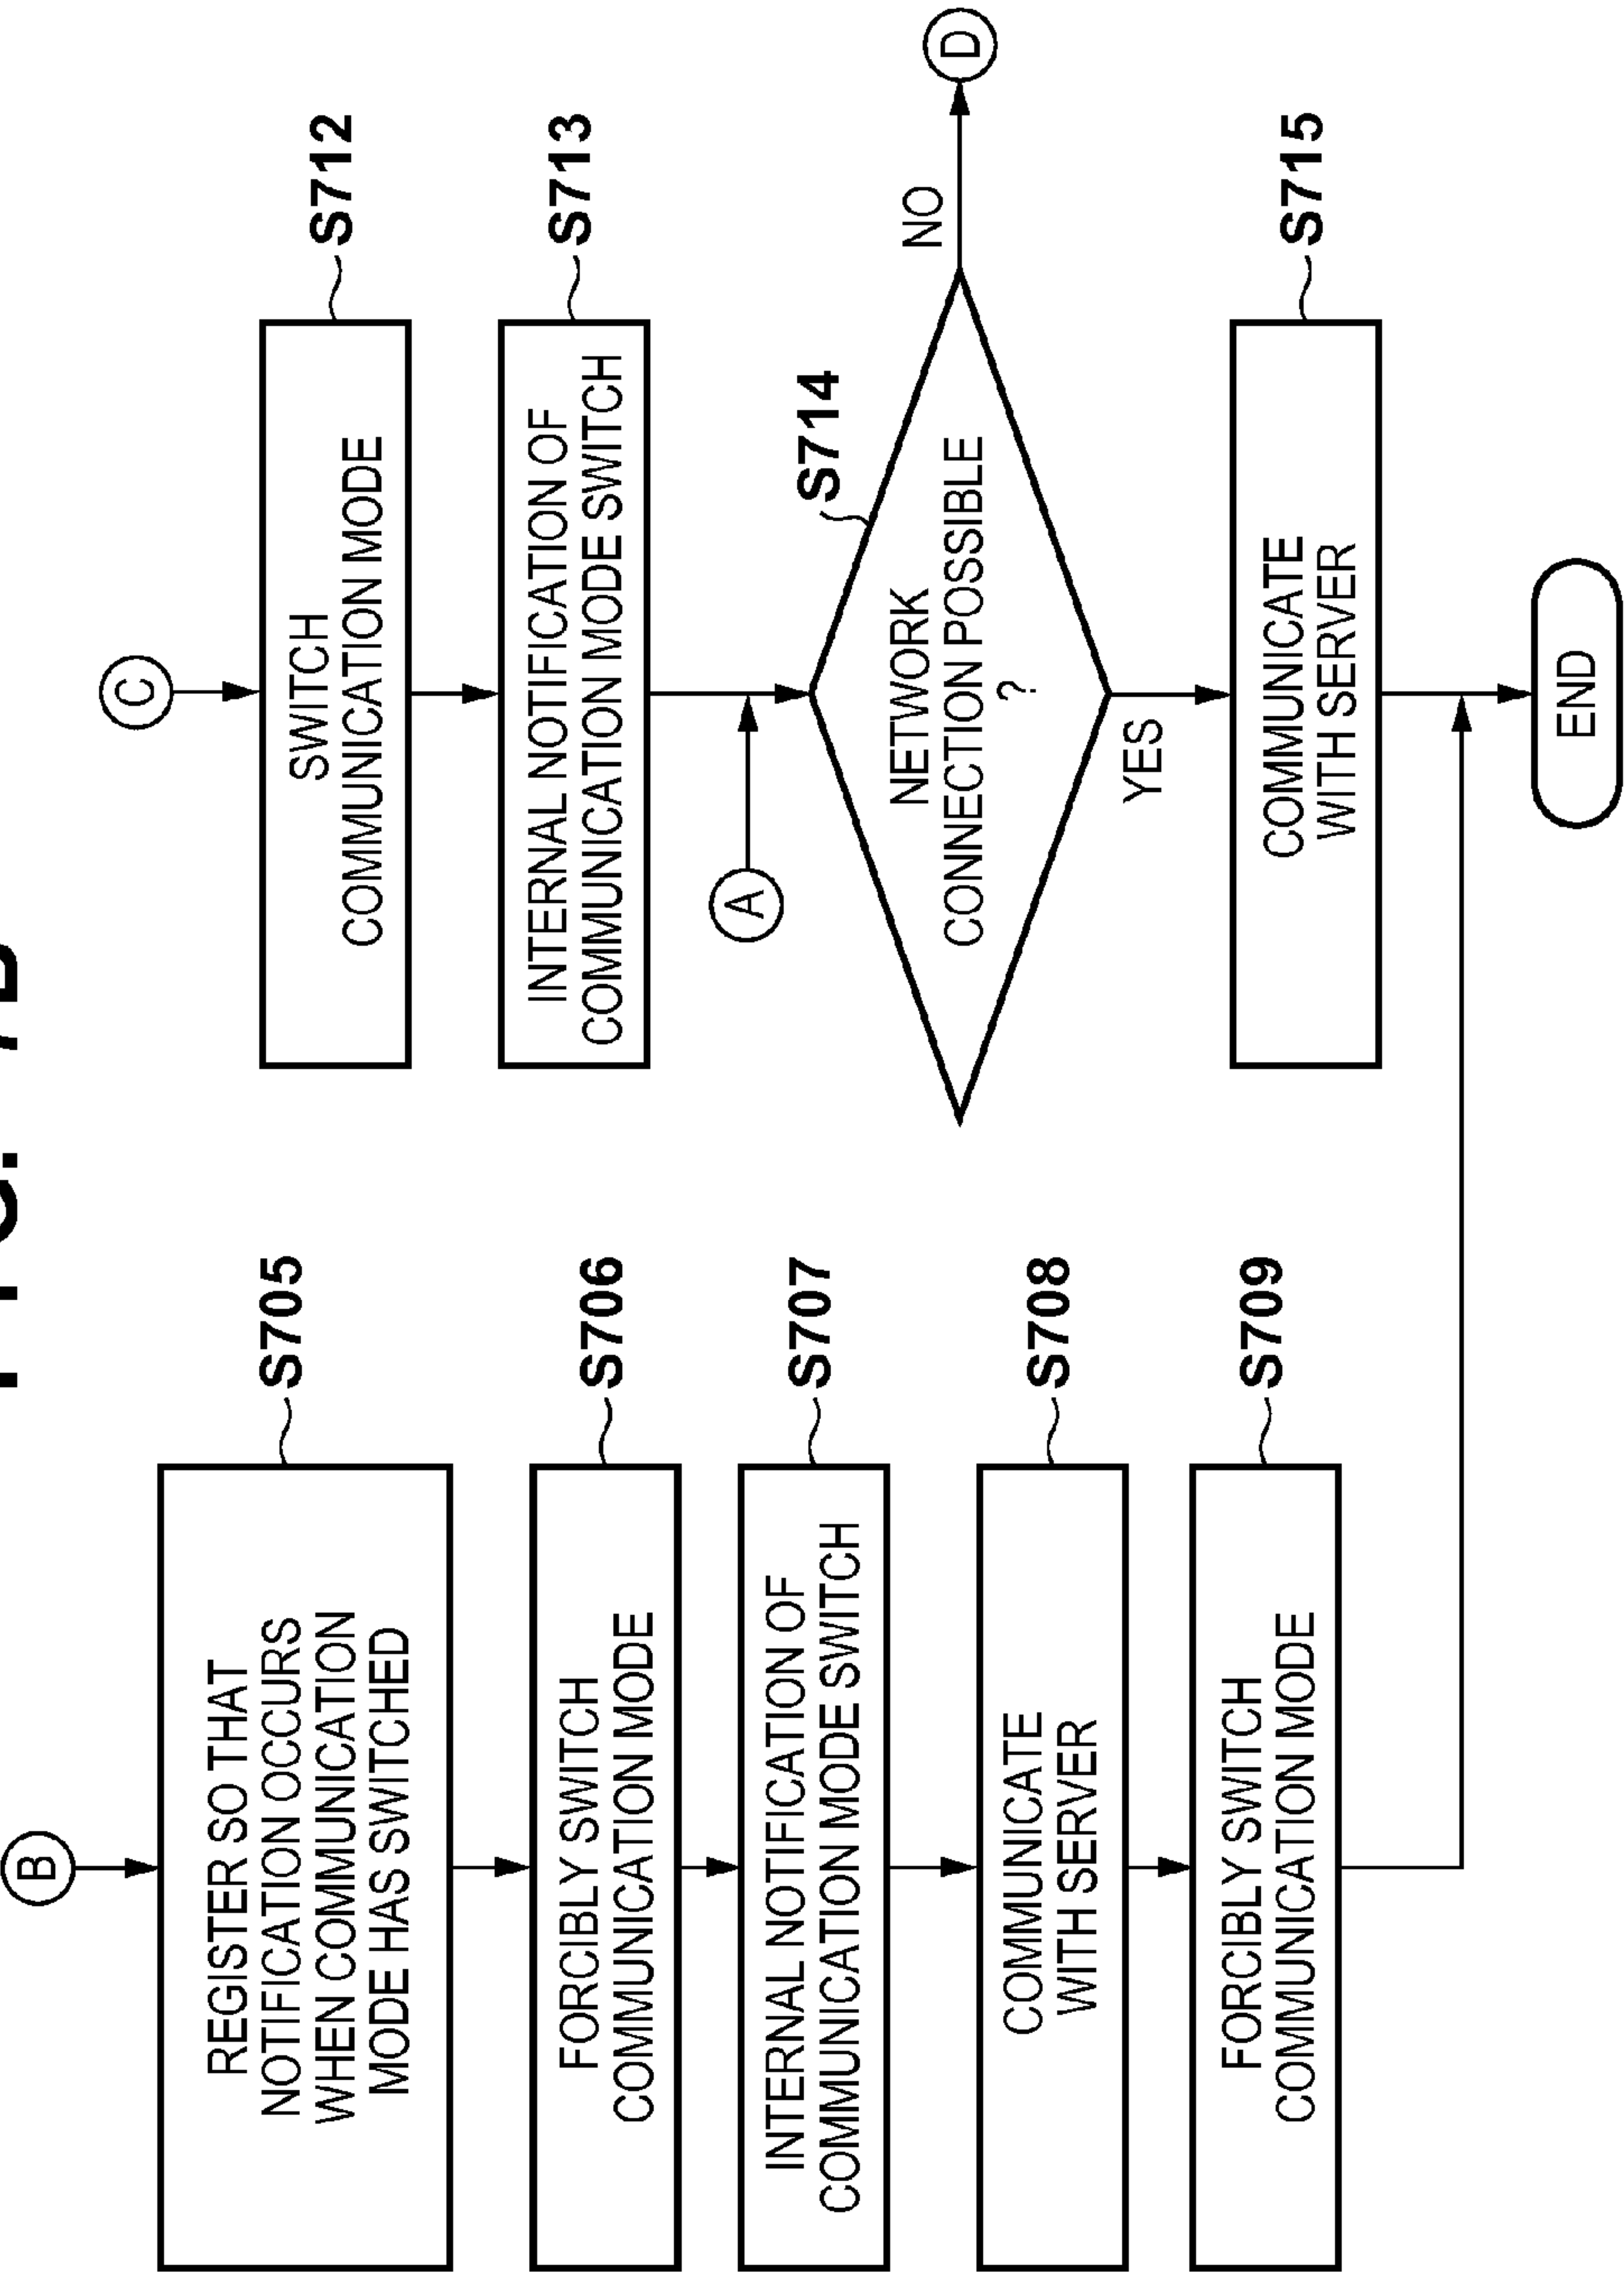 B
REGISTER SO THAT
NOTIFICATION OCCURS
WHEN COMMUNICATION
MODE HAS SWITCHED
S705
FORCIBLY SWITCH
COMMUNICATION MODE
S706
INTERNAL NOTIFICATION OF
COMMUNICATION MODE SWITCH
S707
COMMUNICATE
WITH SERVER
S708
FORCIBLY SWITCH
COMMUNICATION MODE
S709
C
SWITCH
COMMUNICATION MODE
S712
INTERNAL NOTIFICATION OF
COMMUNICATION MODE SWITCH
S713
A
S714
NETWORK
CONNECTION POSSIBLE
?
NO
D
YES
COMMUNICATE
WITH SERVER
S715
END